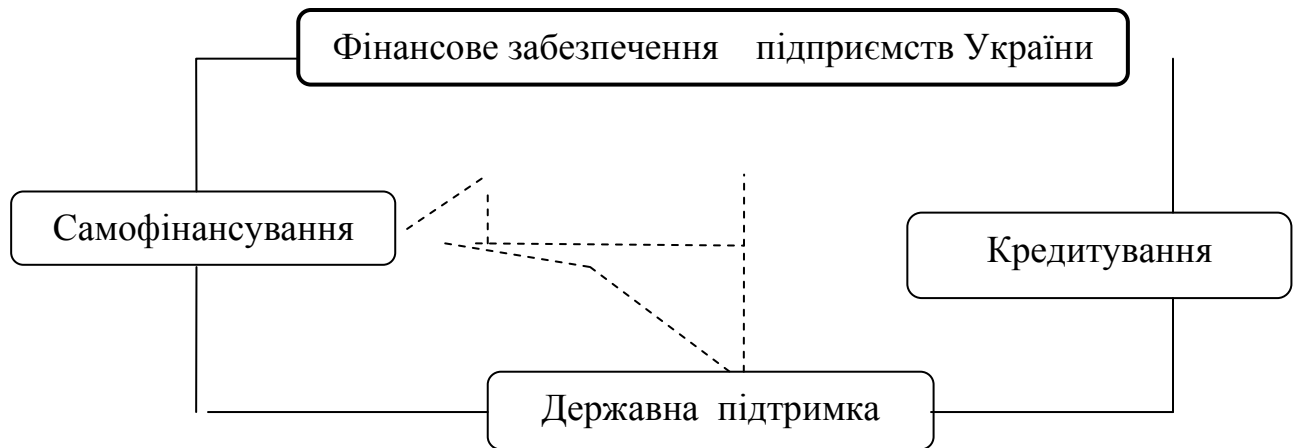 Фінансове забезпечення підприємств України
Самофінансування
Кредитування
Державна підтримка